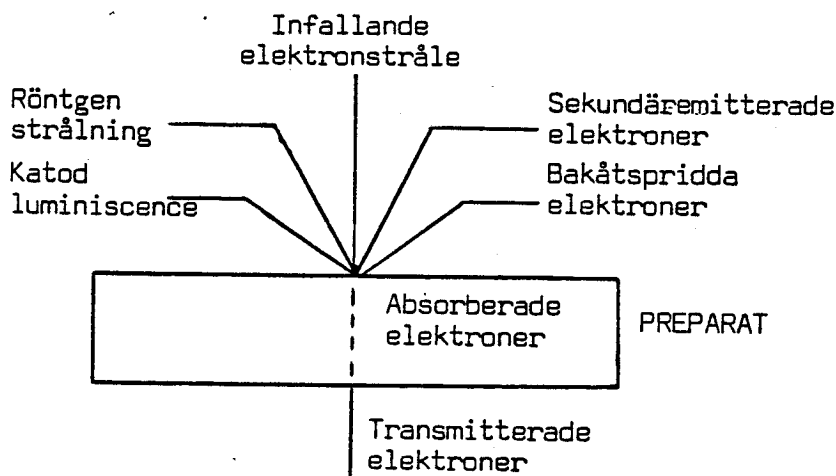 Infallande
elektronstråle
Röntgen
strålning
Sekundäremitterade
elektroner
Katod
luminiscence
Bakåtspridda
elektroner
Absorberade
elektroner
PREPARAT
Transmitterade
elektroner